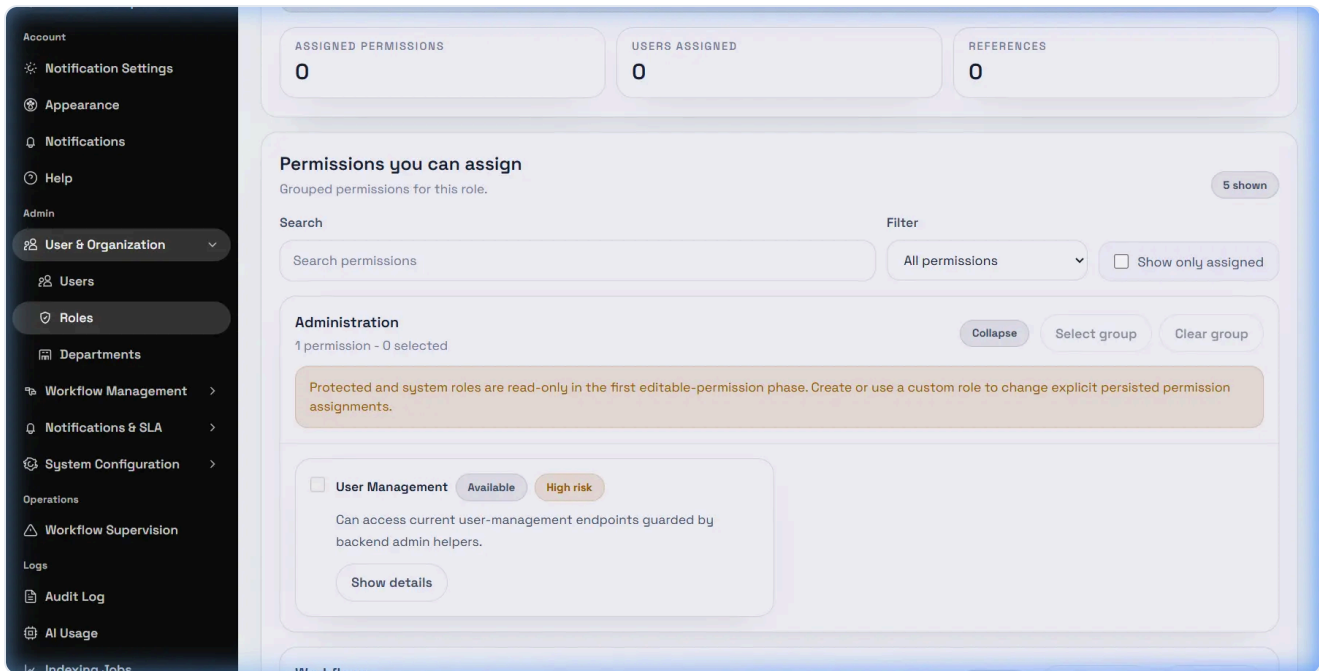 Account
Notification Settings
Appearance
Notifications
Help
Admin
User & Organization
Users
Roles
Departments
Workflow Management
Notifications & SLA
System Configuration
Operations
Workflow Supervision
Logs
Audit Log
AI Usage
Indexing Jobs
ASSIGNED PERMISSIONS
0
USERS ASSIGNED
0
REFERENCES
0
Permissions you can assign
Grouped permissions for this role.
5 shown
Search
Filter
Search permissions
All permissions
Show only assigned
Administration
1 permission - 0 selected
Collapse
Select group
Clear group
Protected and system roles are read-only in the first editable-permission phase. Create or use a custom role to change explicit persisted permission
assignments.
User Management
Available
High risk
Can access current user-management endpoints guarded by
backend admin helpers.
Show details